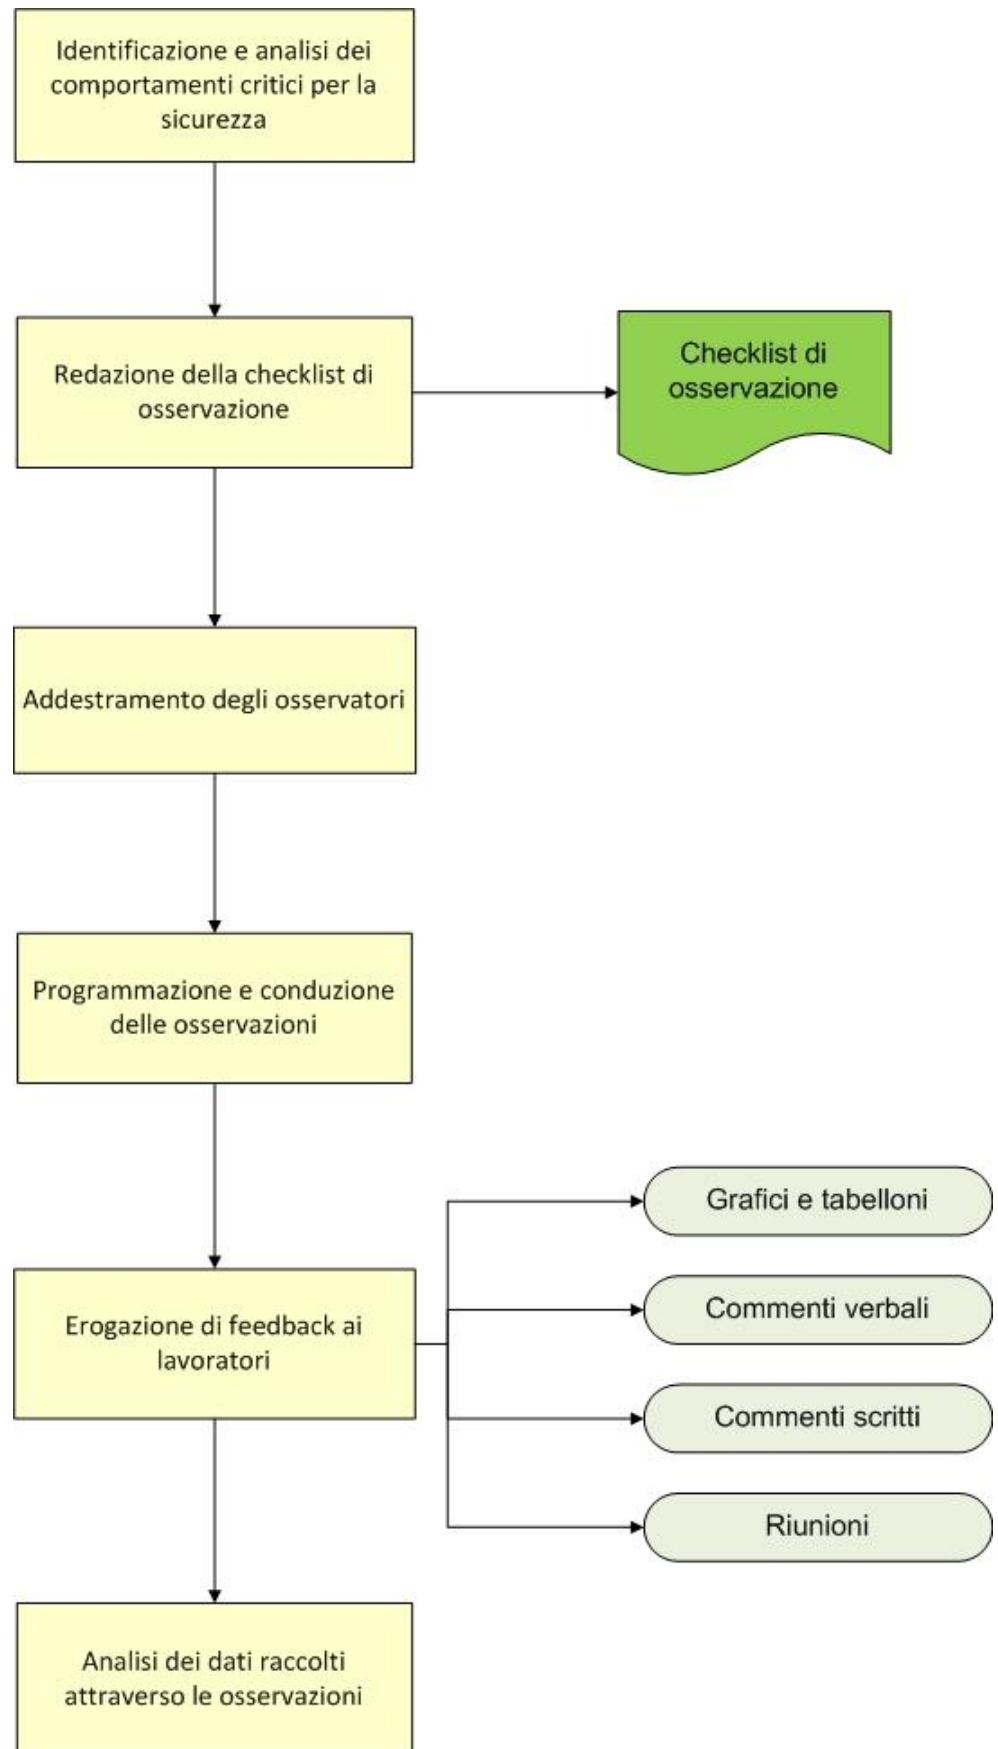 Identificazione e analisi dei
comportamenti critici per la
sicurezza
Redazione della checklist di
osservazione
Checklist di
osservazione
Addestramento degli osservatori
Programmazione e conduzione
delle osservazioni
Erogazione di feedback ai
lavoratori
Grafici e tabelloni
Commenti verbali
Commenti scritti
Riunioni
Analisi dei dati raccolti
attraverso le osservazioni